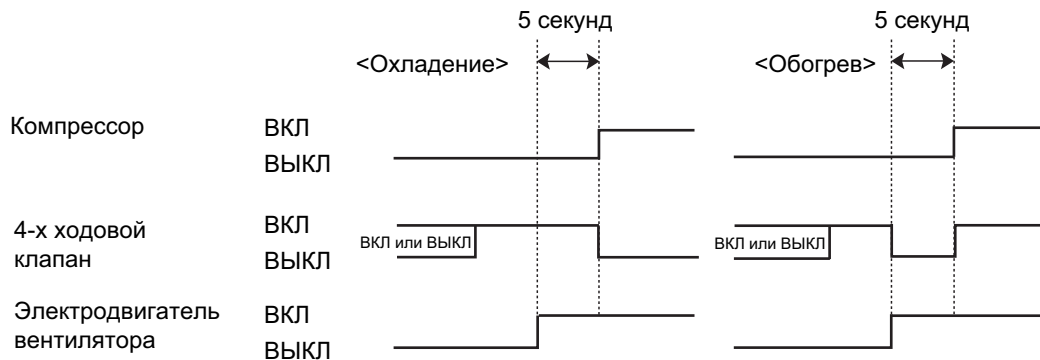 5 секунд
5 секунд
<Охладение>
<Обогрев>
Компрессор
ВКЛ
ВЫКЛ
4-х ходовой
клапан
ВКЛ
ВЫКЛ
ВКЛ или ВЫКЛ
ВКЛ или ВЫКЛ
Электродвигатель
вентилятора
ВКЛ
ВЫКЛ